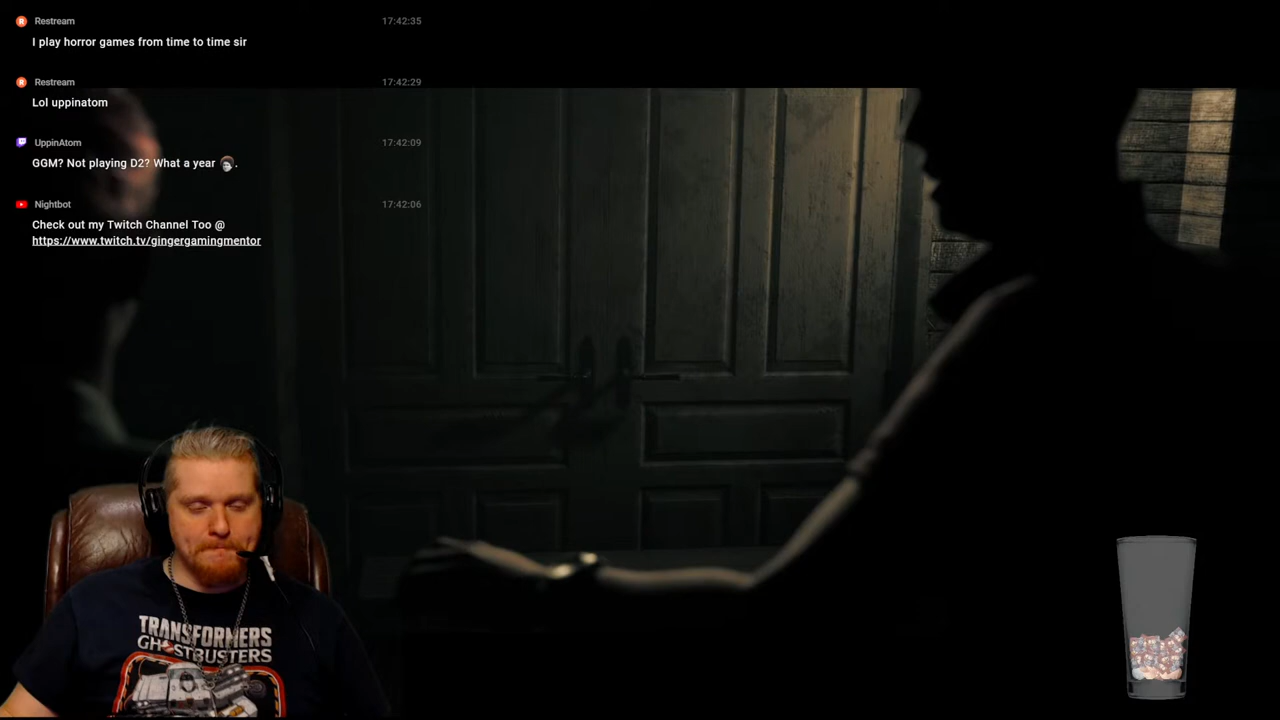 Restream
17:42:35
I play horror games from time to time sir
Restream
17:42:29
Lol uppinatom
UppinAtom
17:42:09
GGM? Not playing D2? What a year .
Nightbot
17:42:06
Check out my Twitch Channel Too @
https://www.twitch.tv/gingergamingmentor
TRANSFORMERS
GHOSTBUSTERS